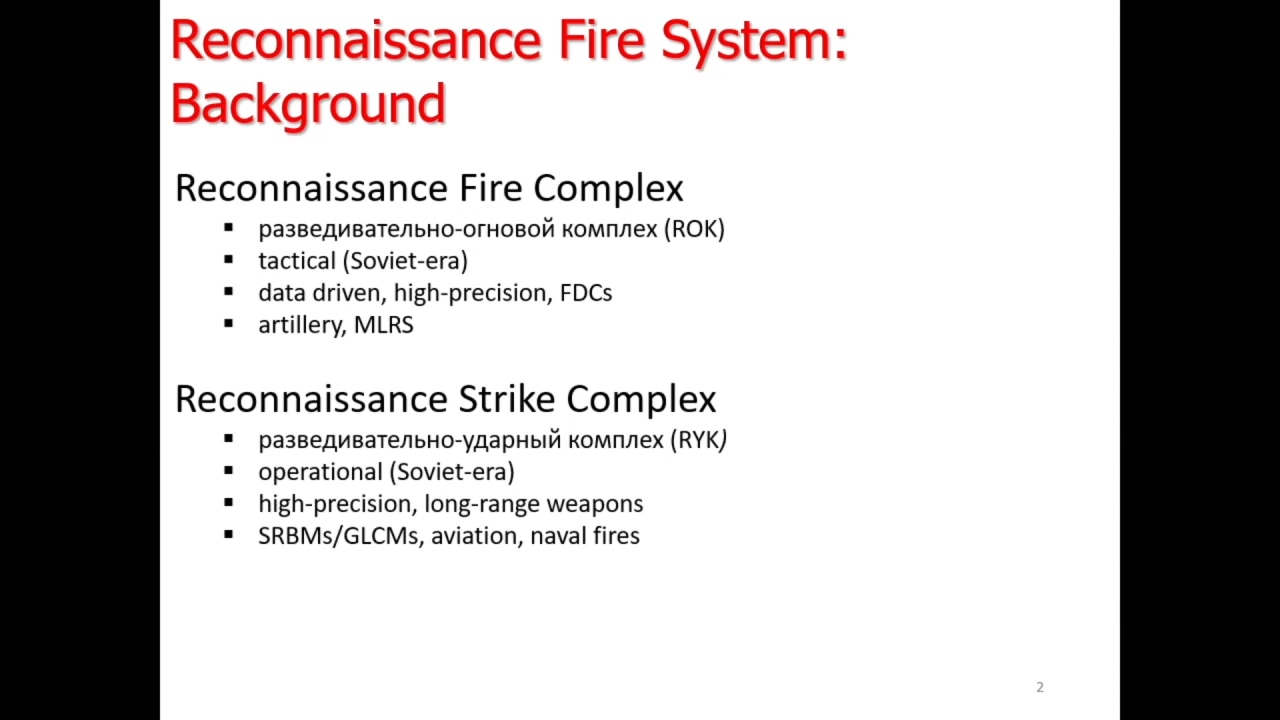 Reconnaissance Fire System:
Background
Reconnaissance Fire Complex
▪ разведивательно-огновой комплех (ROK)
▪ tactical (Soviet-era)
▪ data driven, high-precision, FDCs
▪ artillery, MLRS
Reconnaissance Strike Complex
▪ разведивательно-ударный комплех (RYK)
▪ operational (Soviet-era)
▪ high-precision, long-range weapons
▪ SRBMs/GLCMs, aviation, naval fires
2